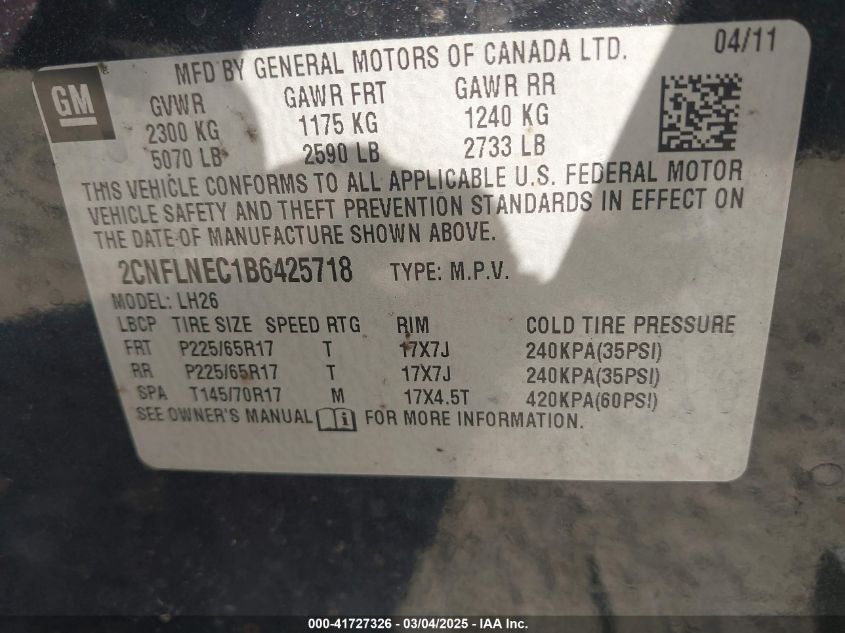 GM
MFD BY GENERAL MOTORS OF CANADA LTD. 04/11
GVWR GAWR FRT GAWR RR
2300 KG 1175 KG 1240 KG
5070 LB 2590 LB 2733 LB
THIS VEHICLE CONFORMS TO ALL APPLICABLE U.S. FEDERAL MOTOR
VEHICLE SAFETY AND THEFT PREVENTION STANDARDS IN EFFECT ON
THE DATE OF MANUFACTURE SHOWN ABOVE.
2CNFLNEC1B6425718 TYPE: M.P.V.
MODEL: LH26
LBCP TIRE SIZE SPEED RTG RIM COLD TIRE PRESSURE
FRT P225/65R17 T 17X7J 240KPA(35PSI)
RR P225/65R17 T 17X7J 240KPA(35PSI)
SPA T145/70R17 M 17X4.5T 420KPA(60PSI)
SEE OWNER'S MANUAL i FOR MORE INFORMATION.
000-41727326 - 03/04/2025 - IAA Inc.